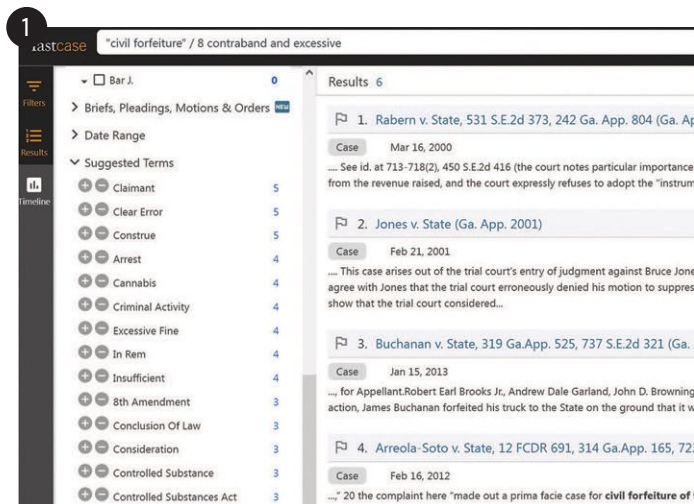 1
fastcase
"civil forfeiture" / 8 contraband and excessive
Filters
Results
Timeline
Bar J. 0
Briefs, Pleadings, Motions & Orders NEW
Date Range
Suggested Terms
Claimant 5
Clear Error 5
Construe 5
Arrest 4
Cannabis 4
Criminal Activity 4
Excessive Fine 4
In Rem 4
Insufficient 4
8th Amendment 3
Conclusion Of Law 3
Consideration 3
Controlled Substance 3
Controlled Substances Act 3
Results 6
1. Rabern v. State, 531 S.E.2d 373, 242 Ga. App. 804 (Ga. Ap
Case Mar 16, 2000
.... See id. at 713-718(2), 450 S.E.2d 416 (the court notes particular importance
from the revenue raised, and the court expressly refuses to adopt the "instrum
2. Jones v. State (Ga. App. 2001)
Case Feb 21, 2001
.... This case arises out of the trial court's entry of judgment against Bruce Jone
agree with Jones that the trial court erroneously denied his motion to suppres
show that the trial court considered...
3. Buchanan v. State, 319 Ga.App. 525, 737 S.E.2d 321 (Ga.
Case Jan 15, 2013
..., for Appellant.Robert Earl Brooks Jr., Andrew Dale Garland, John D. Browning
action, James Buchanan forfeited his truck to the State on the ground that it w
4. Arreola-Soto v. State, 12 FCDR 691, 314 Ga.App. 165, 72
Case Feb 16, 2012
...," 20 the complaint here "made out a prima facie case for civil forfeiture of